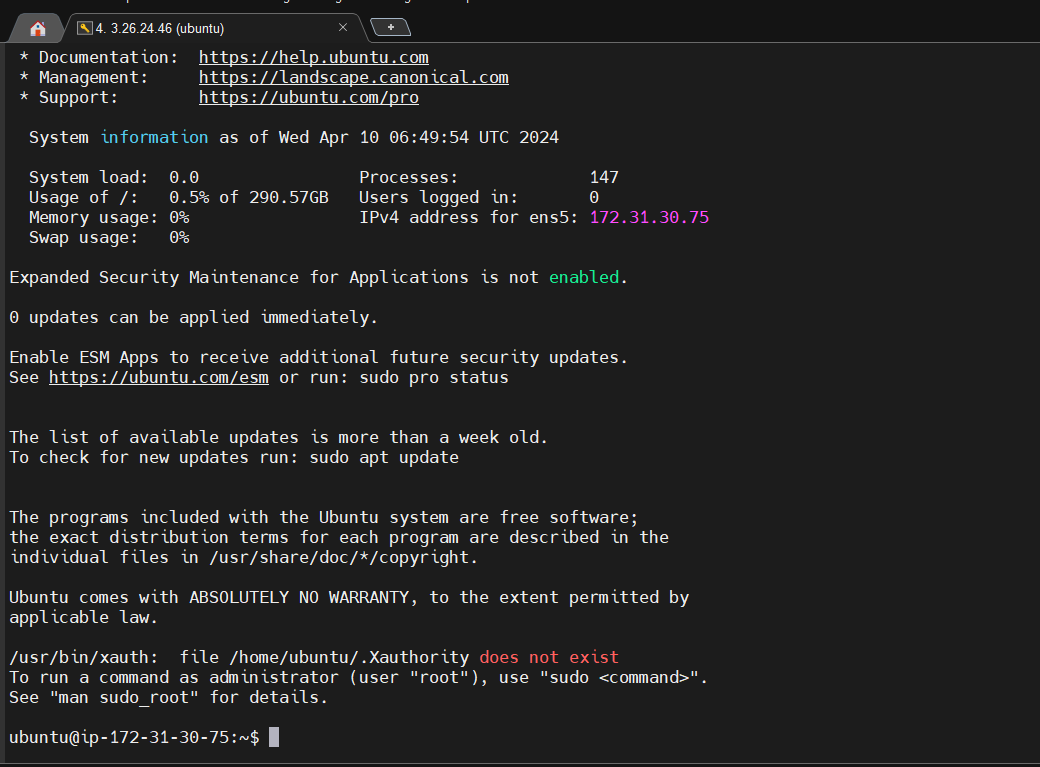 4. 3.26.24.46 (ubuntu)
* Documentation:  https://help.ubuntu.com
* Management:     https://landscape.canonical.com
* Support:        https://ubuntu.com/pro
System information as of Wed Apr 10 06:49:54 UTC 2024
System load:  0.0                Processes:             147
Usage of /:   0.5% of 290.57GB   Users logged in:       0
Memory usage: 0%                 IPv4 address for ens5: 172.31.30.75
Swap usage:   0%
Expanded Security Maintenance for Applications is not enabled.
0 updates can be applied immediately.
Enable ESM Apps to receive additional future security updates.
See https://ubuntu.com/esm or run: sudo pro status
The list of available updates is more than a week old.
To check for new updates run: sudo apt update
The programs included with the Ubuntu system are free software;
the exact distribution terms for each program are described in the
individual files in /usr/share/doc/*/copyright.
Ubuntu comes with ABSOLUTELY NO WARRANTY, to the extent permitted by
applicable law.
/usr/bin/xauth:  file /home/ubuntu/.Xauthority does not exist
To run a command as administrator (user "root"), use "sudo <command>".
See "man sudo_root" for details.
ubuntu@ip-172-31-30-75:~$